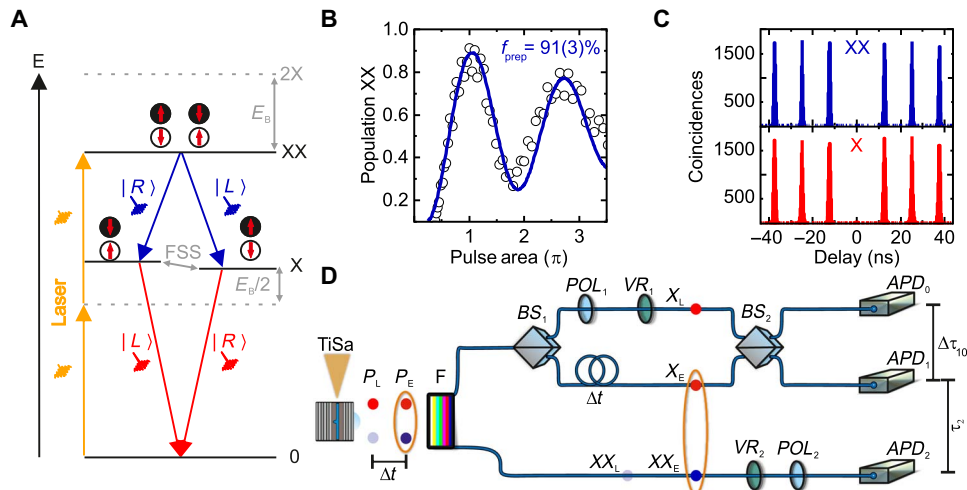 A
E
2X
E_B
XX
|R⟩
|L⟩
FSS
X
E_B/2
Laser
|L⟩
|R⟩
0
B
f_prep = 91(3)%
Population XX
1.0
0.8
0.6
0.4
0.2
0
1
2
3
Pulse area (π)
C
Coincidences
XX
1500
500
X
1500
500
−40
−20
0
20
40
Delay (ns)
D
TiSa
P_L
P_E
F
Δt
BS_1
POL_1
VR_1
X_L
BS_2
APD_0
Δτ_10
Δt
X_E
APD_1
τ_2
XX_L
XX_E
VR_2
POL_2
APD_2